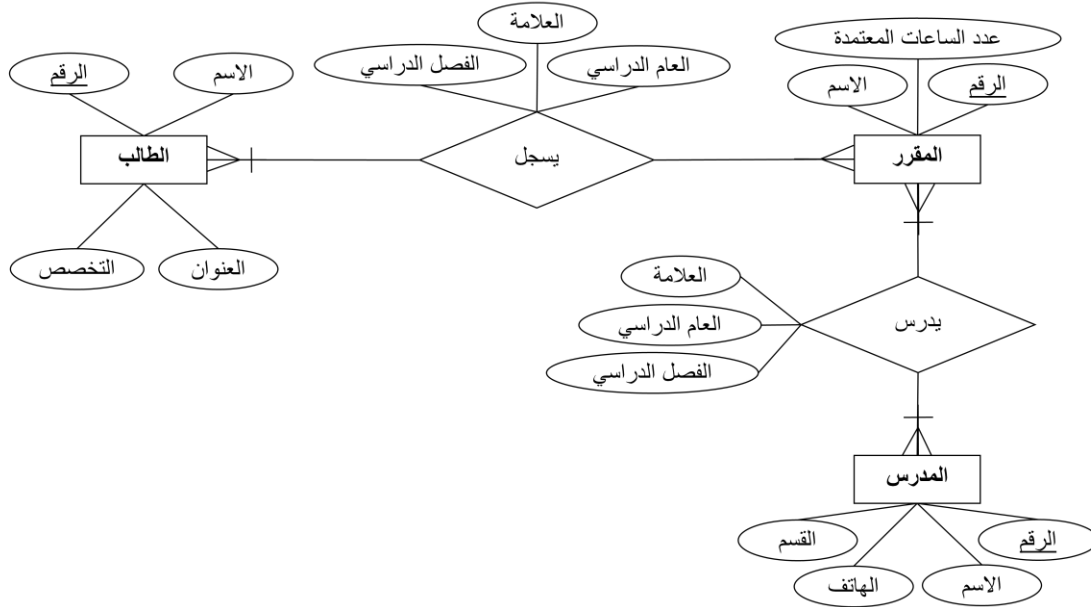 العلامة
العام الدراسي
الفصل الدراسي
عدد الساعات المعتمدة
الرقم
الاسم
الاسم
الرقم
المقرر
يسجل
الطالب
العنوان
التخصص
العلامة
العام الدراسي
الفصل الدراسي
يدرس
المدرس
الرقم
الاسم
الهاتف
القسم